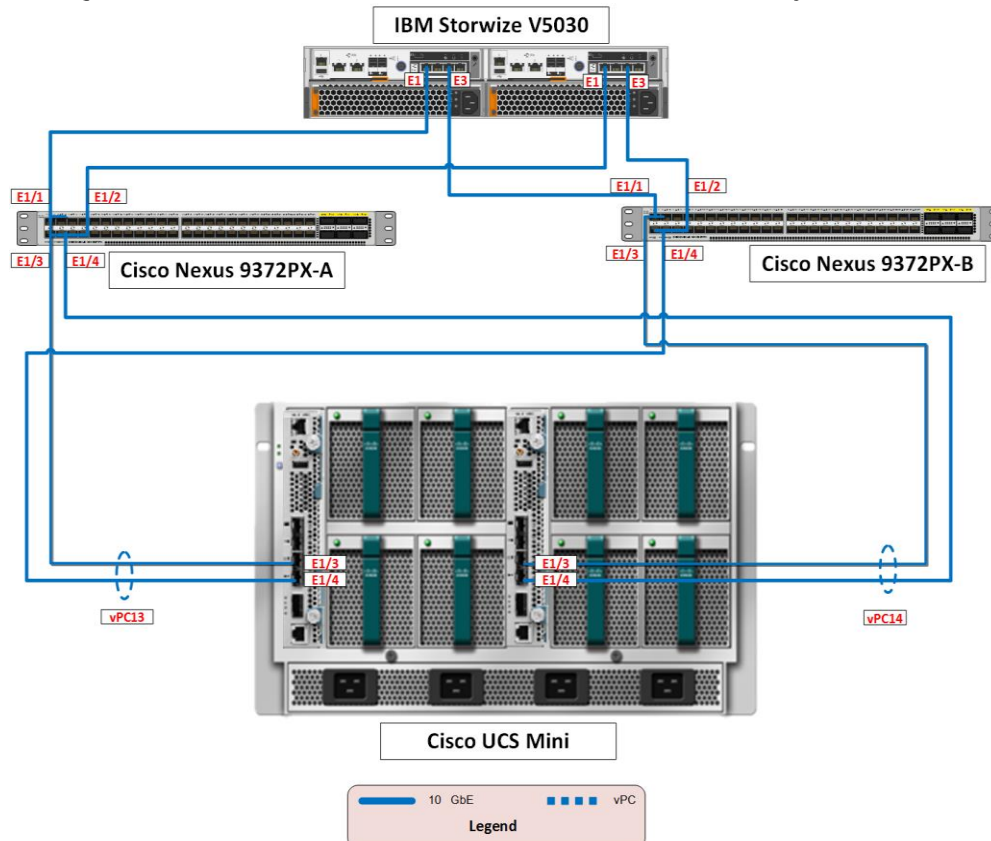 IBM Storwize V5030
E1
E3
E1
E3
E1/1
E1/2
E1/1
E1/2
E1/3
E1/4
Cisco Nexus 9372PX-A
E1/3
E1/4
Cisco Nexus 9372PX-B
E1/3
E1/4
E1/3
E1/4
vPC13
vPC14
Cisco UCS Mini
10 GbE
vPC
Legend